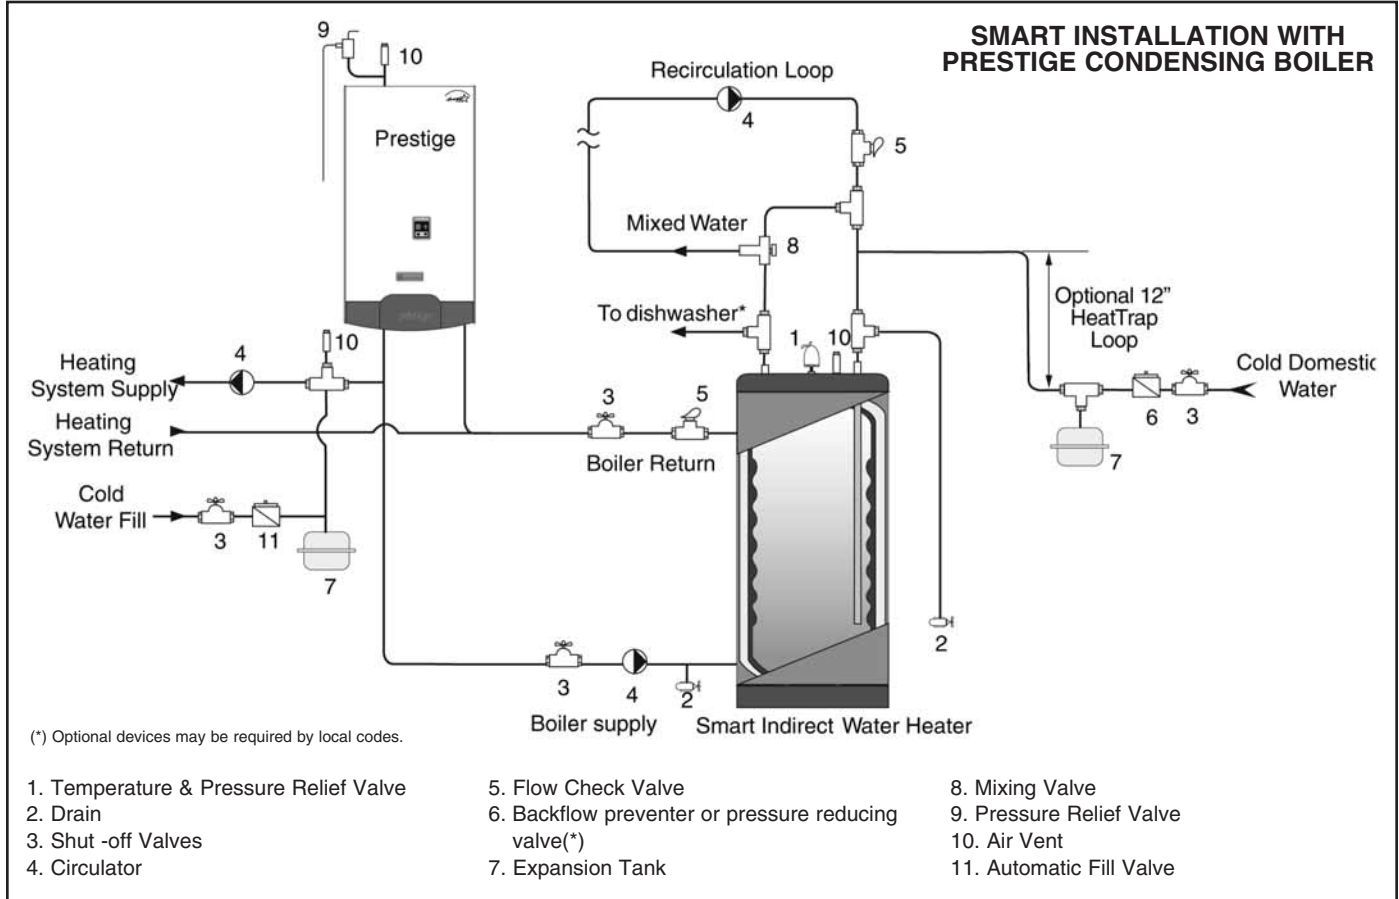 SMART INSTALLATION WITH
PRESTIGE CONDENSING BOILER
9
10
Recirculation Loop
4
5
Prestige
Mixed Water
8
To dishwasher*
Optional 12”
HeatTrap
Loop
1
10
10
4
Heating
System Supply
Cold Domestic
Water
6
3
7
3
5
Heating
System Return
Boiler Return
Cold
Water Fill
3
11
7
2
3
4
2
Boiler supply
Smart Indirect Water Heater
(*) Optional devices may be required by local codes.
1. Temperature & Pressure Relief Valve
2. Drain
3. Shut -off Valves
4. Circulator
5. Flow Check Valve
6. Backflow preventer or pressure reducing
valve(*)
7. Expansion Tank
8. Mixing Valve
9. Pressure Relief Valve
10. Air Vent
11. Automatic Fill Valve